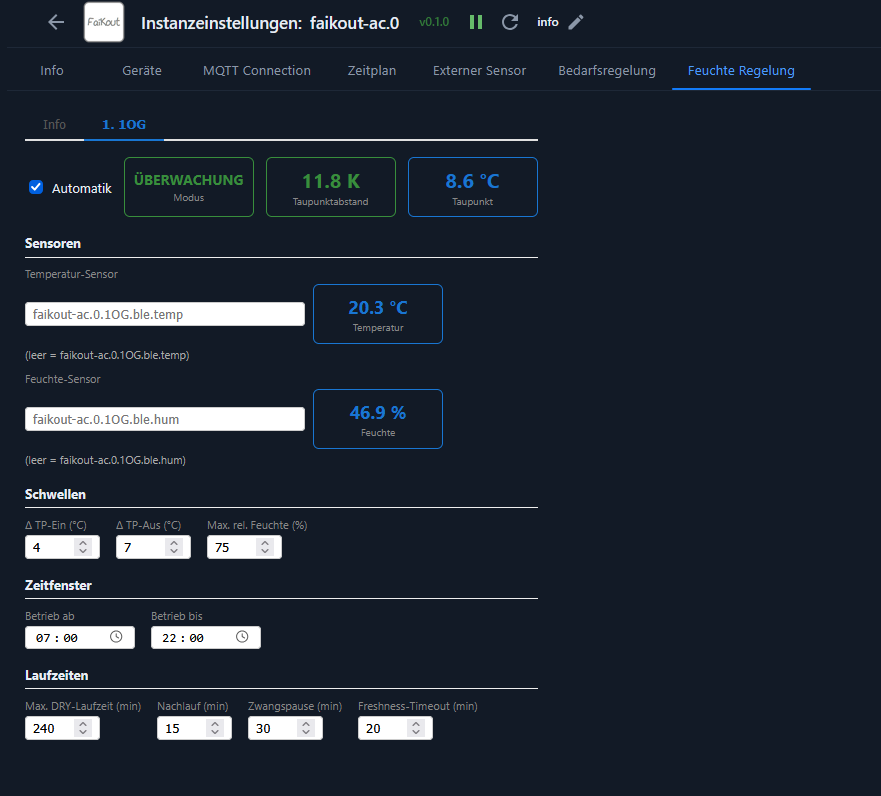 FaiKout
Instanzeinstellungen: faikout-ac.0 v0.1.0 info
Info Geräte MQTT Connection Zeitplan Externer Sensor Bedarfsregelung Feuchte Regelung
Info 1. 1OG
Automatik
ÜBERWACHUNG
Modus
11.8 K
Taupunktabstand
8.6 °C
Taupunkt
Sensoren
Temperatur-Sensor
faikout-ac.0.1OG.ble.temp
20.3 °C
Temperatur
(leer = faikout-ac.0.1OG.ble.temp)
Feuchte-Sensor
faikout-ac.0.1OG.ble.hum
46.9 %
Feuchte
(leer = faikout-ac.0.1OG.ble.hum)
Schwellen
Δ TP-Ein (°C) Δ TP-Aus (°C) Max. rel. Feuchte (%)
4 7 75
Zeitfenster
Betrieb ab Betrieb bis
07:00 22:00
Laufzeiten
Max. DRY-Laufzeit (min) Nachlauf (min) Zwangspause (min) Freshness-Timeout (min)
240 15 30 20